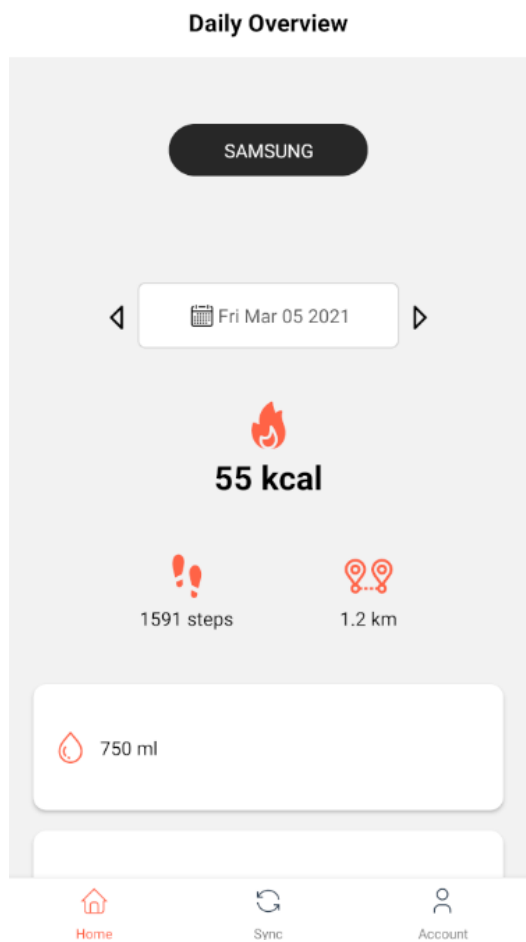 Daily Overview
SAMSUNG
Fri Mar 05 2021
55 kcal
1591 steps
1.2 km
750 ml
Home
Sync
Account